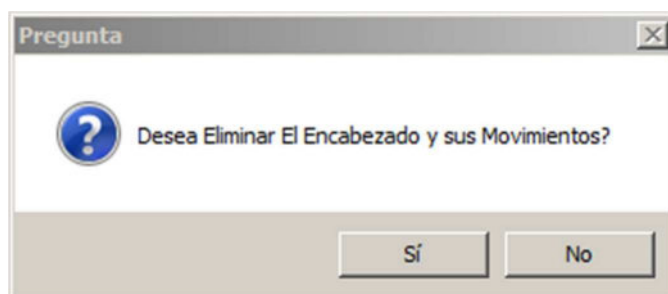 Pregunta
Desea Eliminar El Encabezado y sus Movimientos?
Sí
No